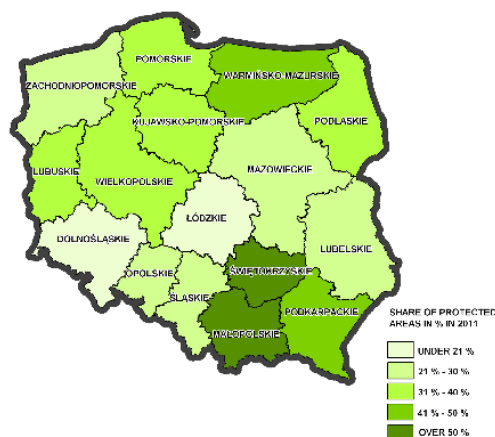 POMORSKIE
WARMIŃSKO-MAZURSKIE
ZACHODNIOPOMORSKIE
KUJAWSKO-POMORSKIE
PODLASKIE
LUBUSKIE
WIELKOPOLSKIE
MAZOWIECKIE
ŁÓDZKIE
DOLNOŚLĄSKIE
LUBELSKIE
OPOLSKIE
ŚWIĘTOKRZYSKIE
ŚLĄSKIE
PODKARPACKIE
MAŁOPOLSKIE
SHARE OF PROTECTED
AREAS IN % IN 2011
UNDER 21 %
21 % - 30 %
31 % - 40 %
41 % - 50 %
OVER 50 %